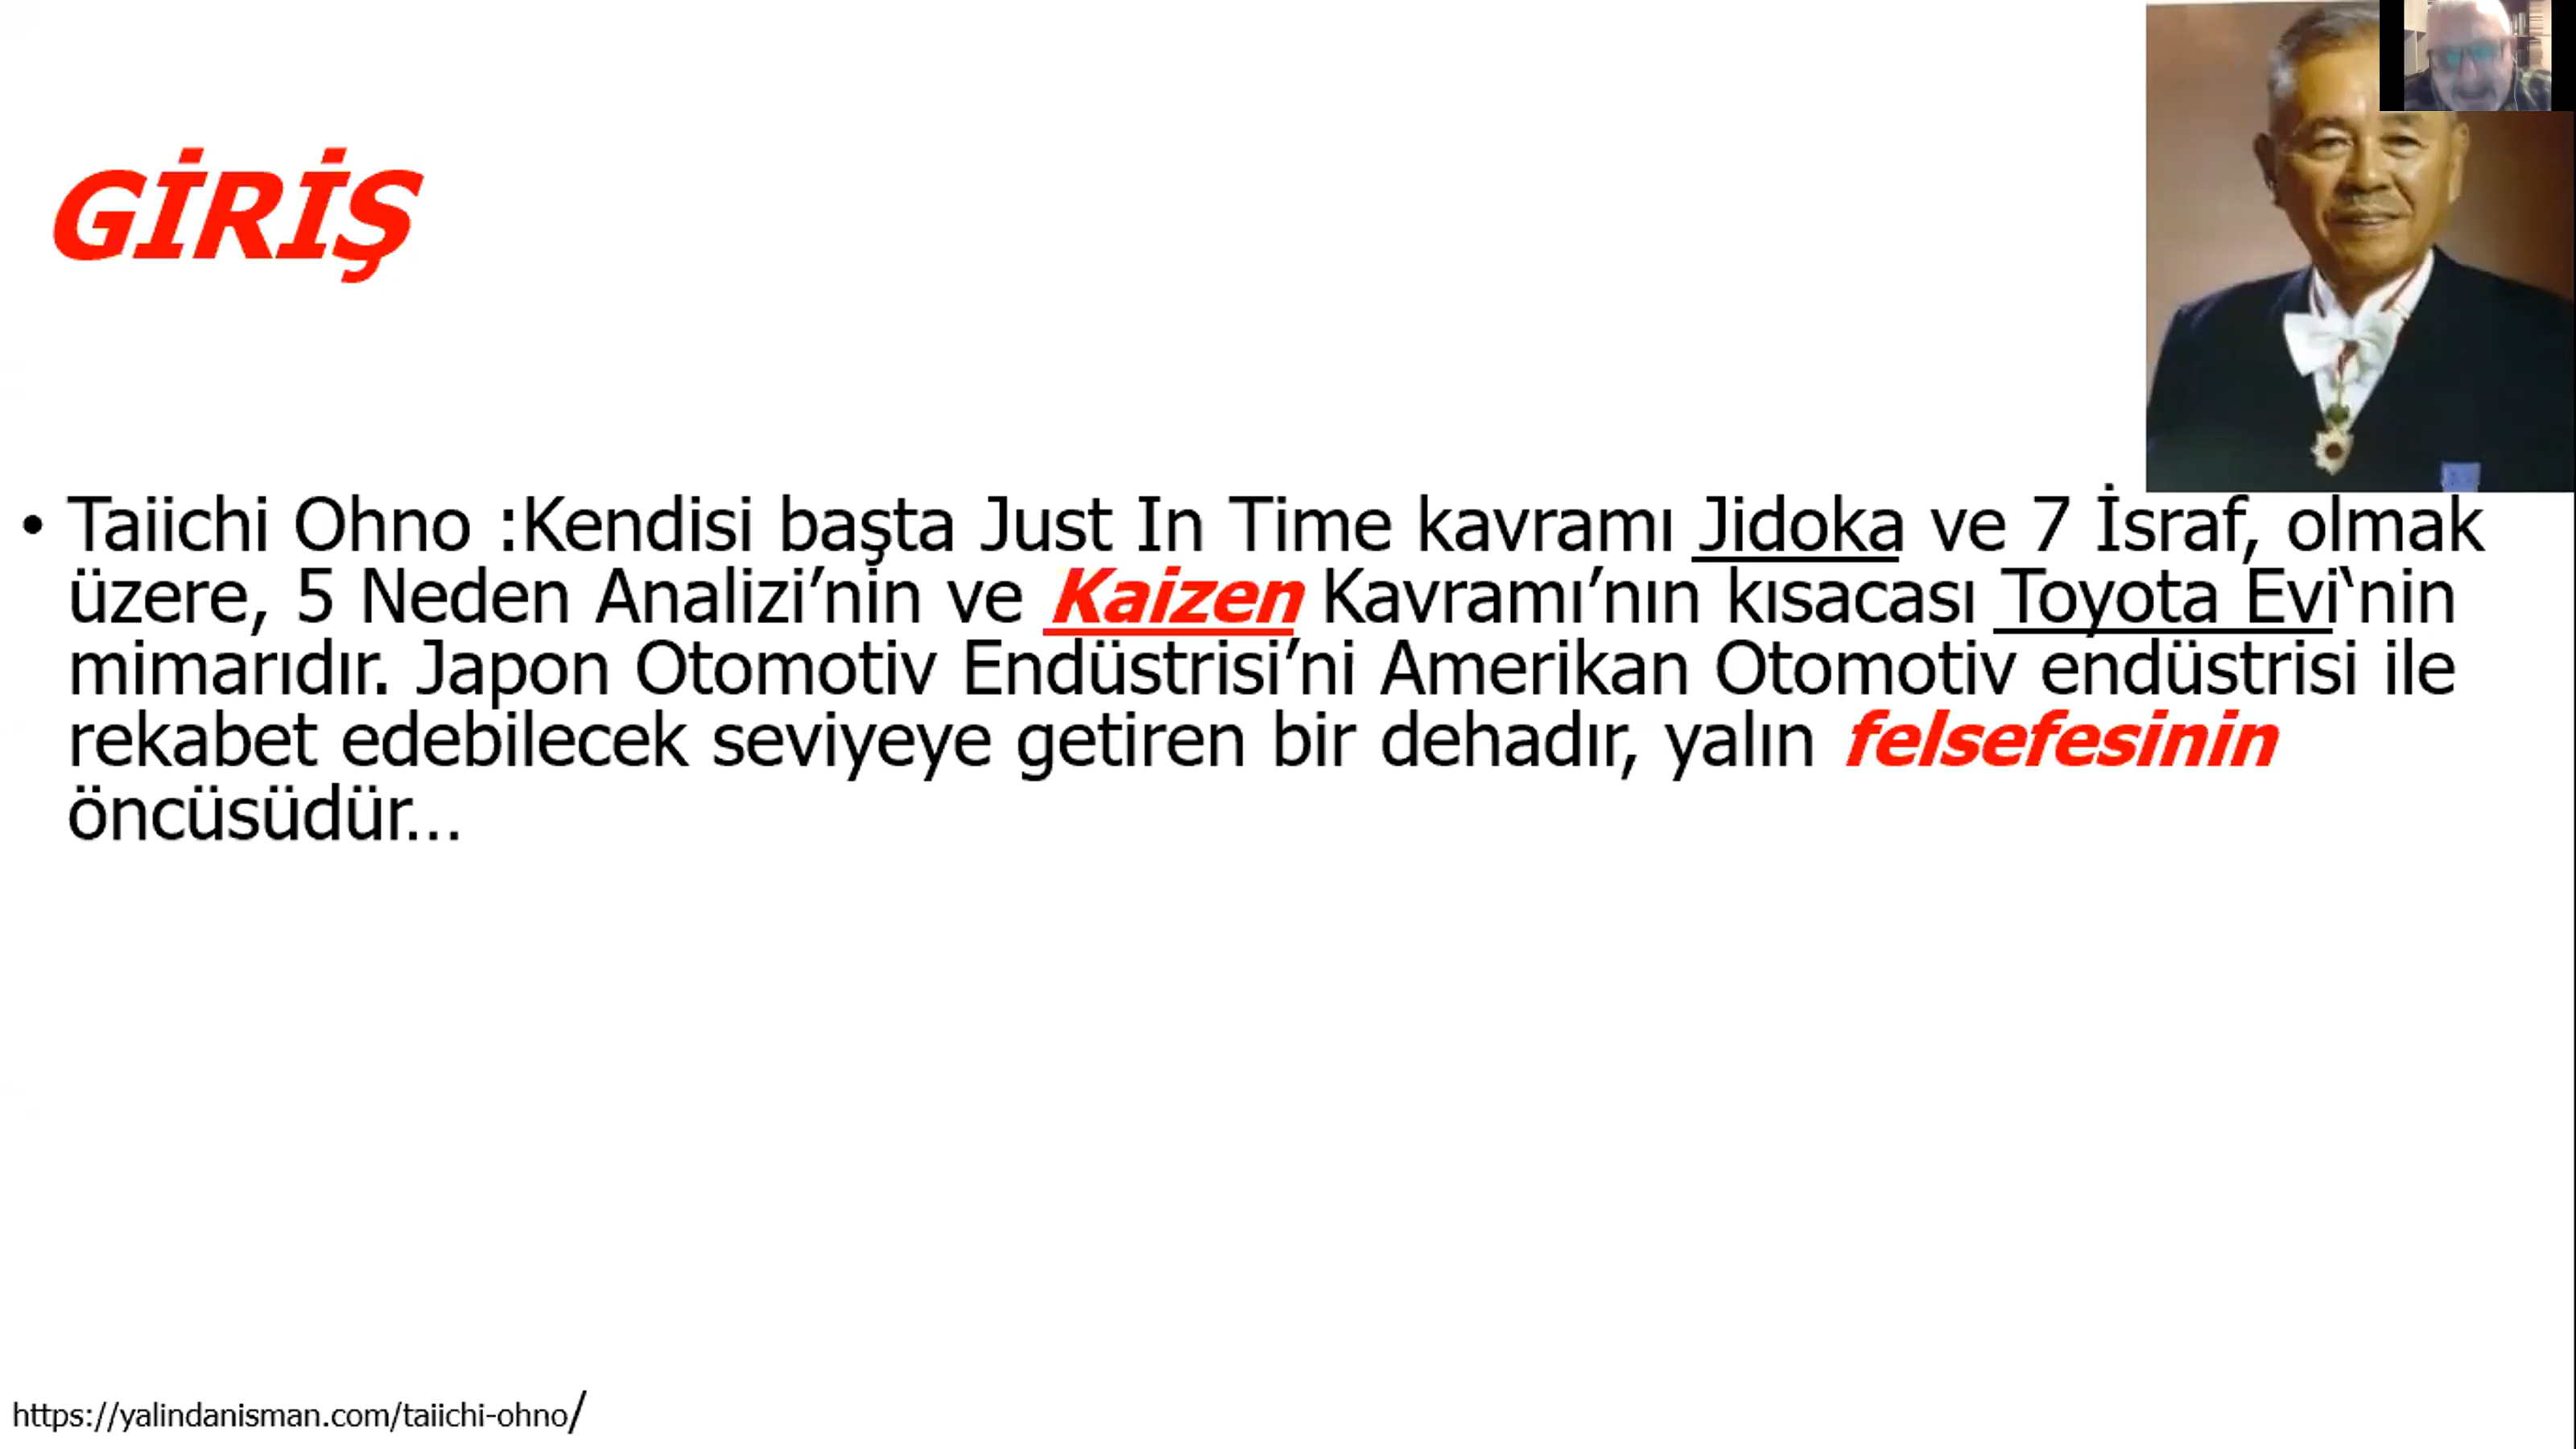 GİRİŞ
• Taiichi Ohno :Kendisi başta Just In Time kavramı Jidoka ve 7 İsraf, olmak
üzere, 5 Neden Analizi’nin ve Kaizen Kavramı’nın kısacası Toyota Evi‘nin
mimarıdır. Japon Otomotiv Endüstrisi’ni Amerikan Otomotiv endüstrisi ile
rekabet edebilecek seviyeye getiren bir dehadır, yalın felsefesinin
öncüsüdür...
https://yalindanisman.com/taiichi-ohno/